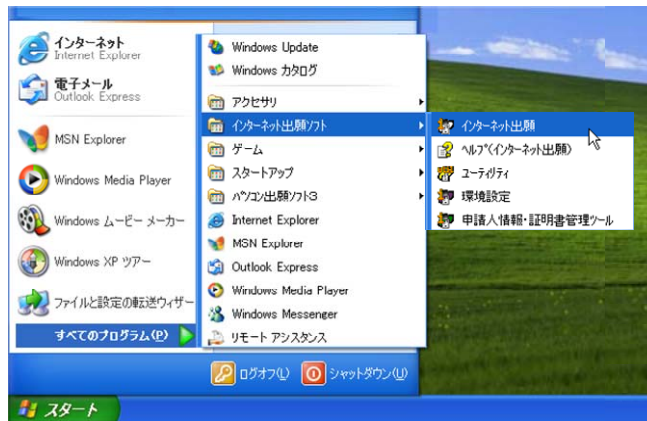 インターネット
Internet Explorer
電子メール
Outlook Express
MSN Explorer
Windows Media Player
Windows ムービー メーカー
Windows XP ツアー
ファイルと設定の転送ウィザー
すべてのプログラム(P)
Windows Update
Windows カタログ
アクセサリ
インターネット出願ソフト
ゲーム
スタートアップ
パソコン出願ソフト3
Internet Explorer
MSN Explorer
Outlook Express
Windows Media Player
Windows Messenger
リモート アシスタンス
インターネット出願
ヘルプ(インターネット出願)
ユーティリティ
環境設定
申請人情報・証明書管理ツール
ログオフ(L)
シャットダウン(U)
スタート